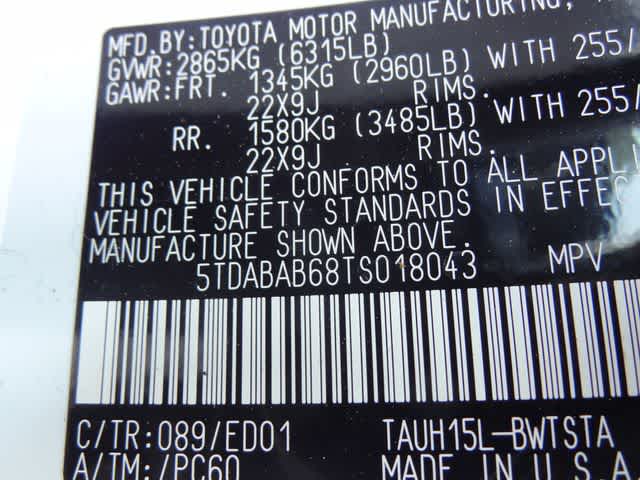 MFD.BY:TOYOTA MOTOR MANUFACTURING,
GVWR:2865KG (6315LB)
GAWR:FRT. 1345KG (2960LB) WITH 255/
22X9J RIMS.
RR. 1580KG (3485LB) WITH 255/
22X9J RIMS.
THIS VEHICLE CONFORMS TO ALL APPLI
VEHICLE SAFETY STANDARDS IN EFFEC
MANUFACTURE SHOWN ABOVE.
5TDABAB68TS018043 MPV
C/TR:089/ED01 TAUH15L-BWTSTA
A/TM:/PC60 MADE IN U.S.A